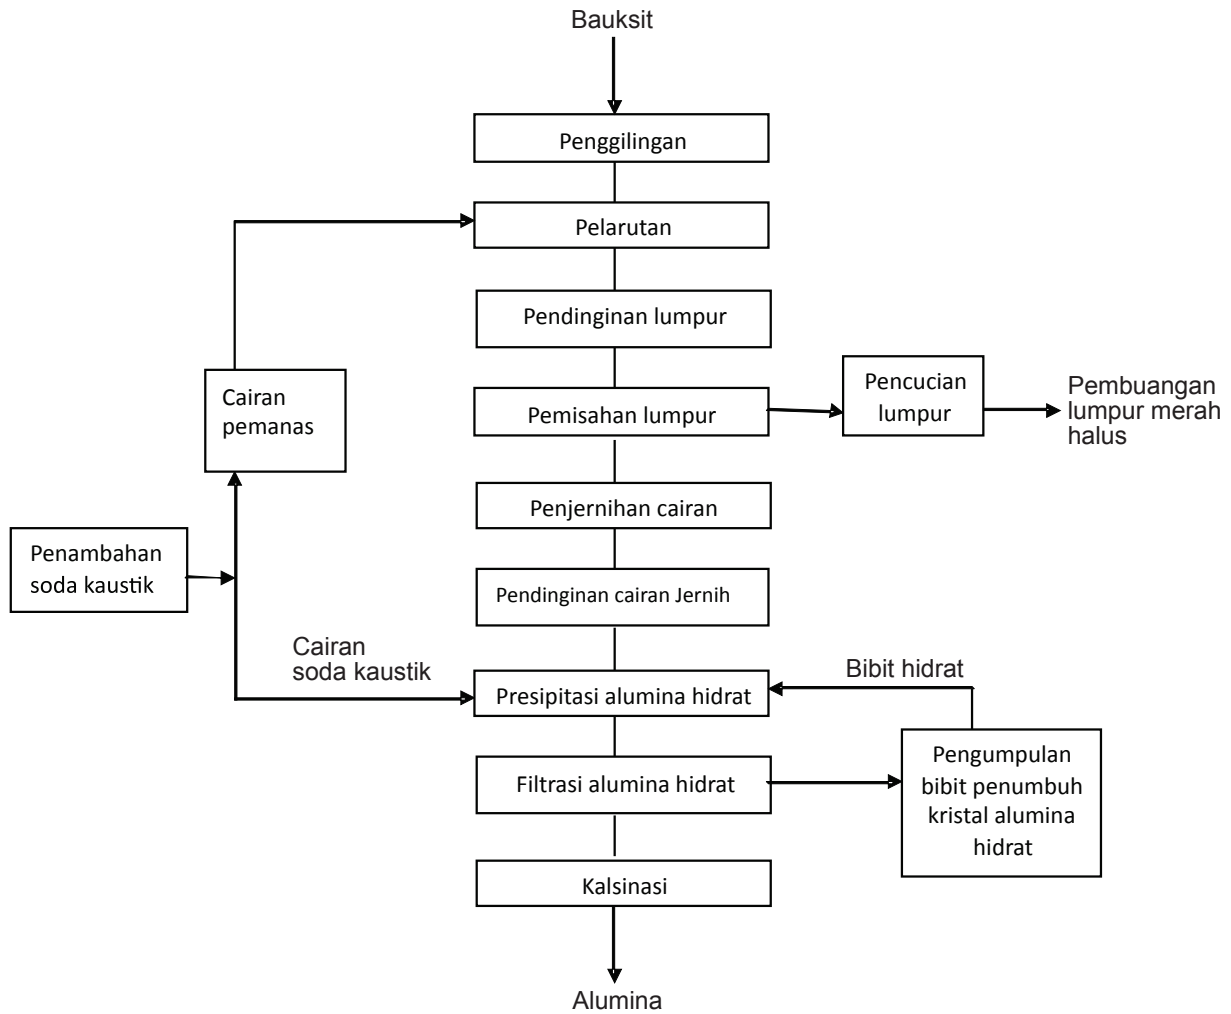 Bauksit
Penggilingan
Pelarutan
Pendinginan lumpur
Cairan
pemanas
Pemisahan lumpur
Pencucian
lumpur
Pembuangan
lumpur merah
halus
Penjernihan cairan
Penambahan
soda kaustik
Pendinginan cairan Jernih
Cairan
soda kaustik
Presipitasi alumina hidrat
Bibit hidrat
Filtrasi alumina hidrat
Pengumpulan
bibit penumbuh
kristal alumina
hidrat
Kalsinasi
Alumina